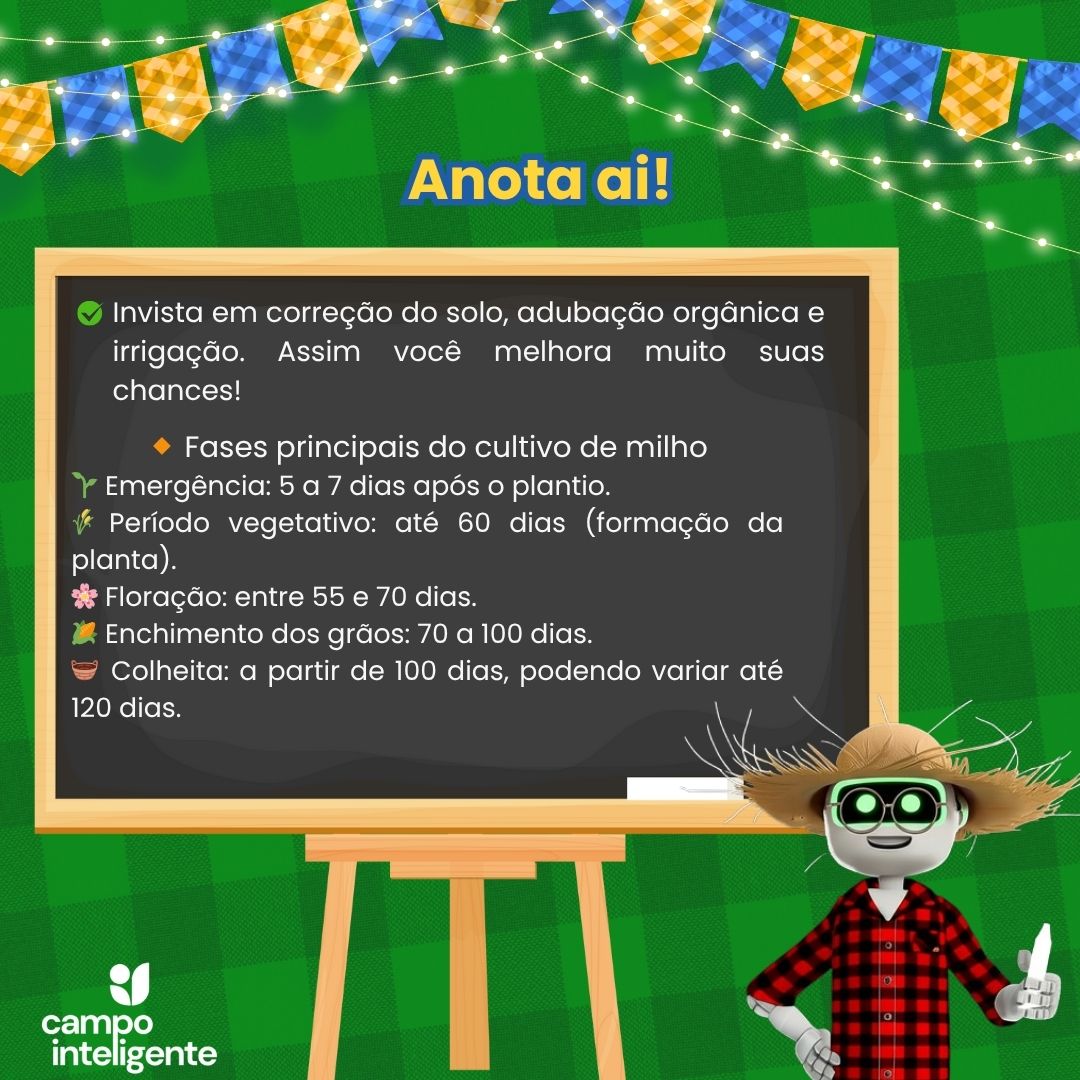 Anota ai!
Invista em correção do solo, adubação orgânica e
irrigação. Assim você melhora muito suas
chances!
Fases principais do cultivo de milho
Emergência: 5 a 7 dias após o plantio.
Período vegetativo: até 60 dias (formação da
planta).
Floração: entre 55 e 70 dias.
Enchimento dos grãos: 70 a 100 dias.
Colheita: a partir de 100 dias, podendo variar até
120 dias.
campo
inteligente